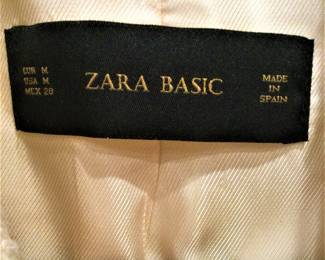 EUR M
USA M
MEX 28
ZARA BASIC
MADE
IN
SPAIN